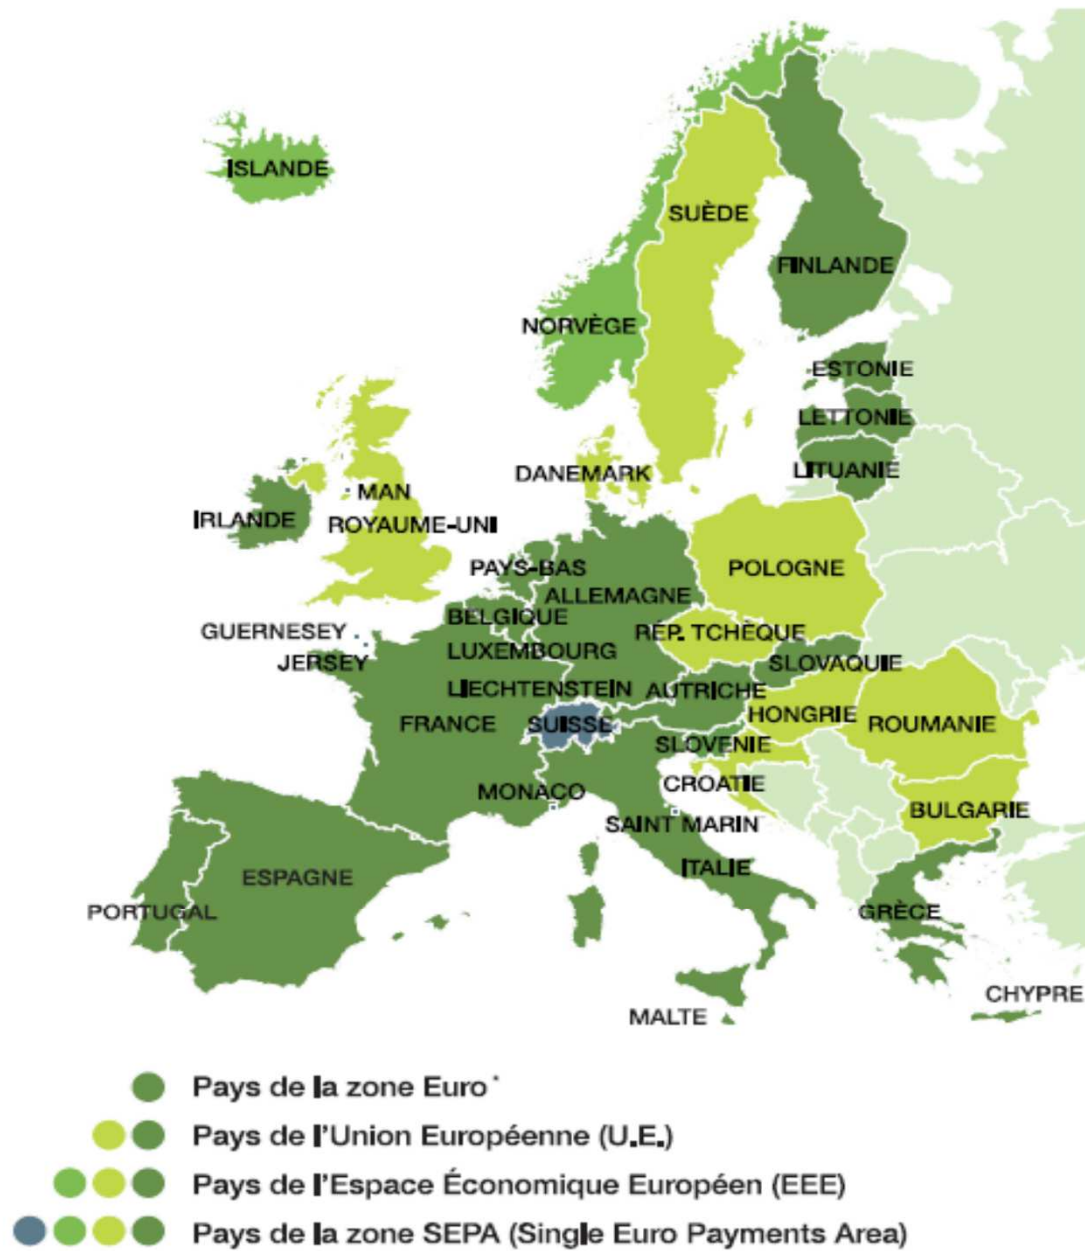 ISLANDE
SUÈDE
FINLANDE
NORVÈGE
ESTONIE
LETTONIE
LITUANIE
DANEMARK
MAN
IRLANDE
ROYAUME-UNI
PAYS-BAS
POLOGNE
ALLEMAGNE
BELGIQUE
GUERNESEY
RÉP. TCHÈQUE
JERSEY
LUXEMBOURG
SLOVAQUIE
LIECHTENSTEIN
AUTRICHE
HONGRIE
FRANCE
SUISSE
ROUMANIE
SLOVENIE
CROATIE
MONACO
BULGARIE
SAINT MARIN
ITALIE
ESPAGNE
PORTUGAL
GRÈCE
CHYPRE
MALTE
Pays de la zone Euro*
Pays de l'Union Européenne (U.E.)
Pays de l'Espace Économique Européen (EEE)
Pays de la zone SEPA (Single Euro Payments Area)